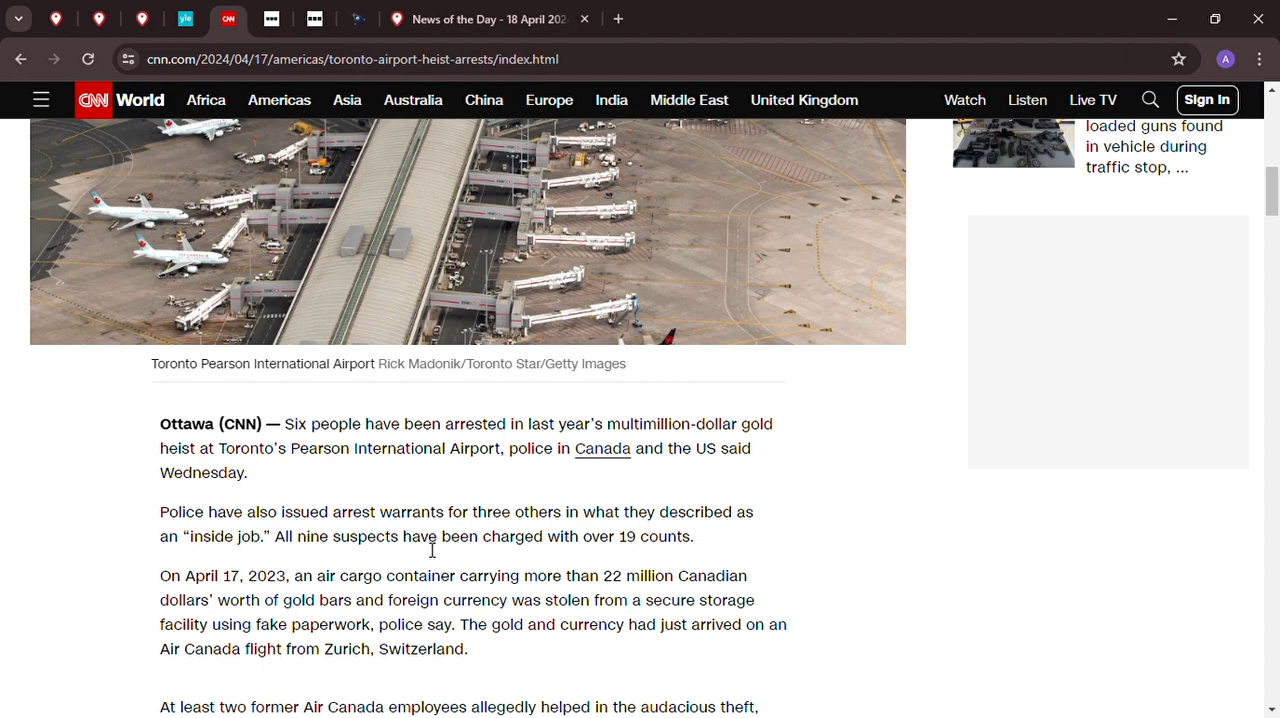 yle
CNN
News of the Day - 18 April 202
cnn.com/2024/04/17/americas/toronto-airport-heist-arrests/index.html
A
CNN World Africa Americas Asia Australia China Europe India Middle East United Kingdom Watch Listen Live TV Sign In
loaded guns found
in vehicle during
traffic stop, ...
Toronto Pearson International Airport Rick Madonik/Toronto Star/Getty Images
Ottawa (CNN) — Six people have been arrested in last year's multimillion-dollar gold
heist at Toronto's Pearson International Airport, police in Canada and the US said
Wednesday.
Police have also issued arrest warrants for three others in what they described as
an “inside job.” All nine suspects have been charged with over 19 counts.
On April 17, 2023, an air cargo container carrying more than 22 million Canadian
dollars' worth of gold bars and foreign currency was stolen from a secure storage
facility using fake paperwork, police say. The gold and currency had just arrived on an
Air Canada flight from Zurich, Switzerland.
At least two former Air Canada employees allegedly helped in the audacious theft,